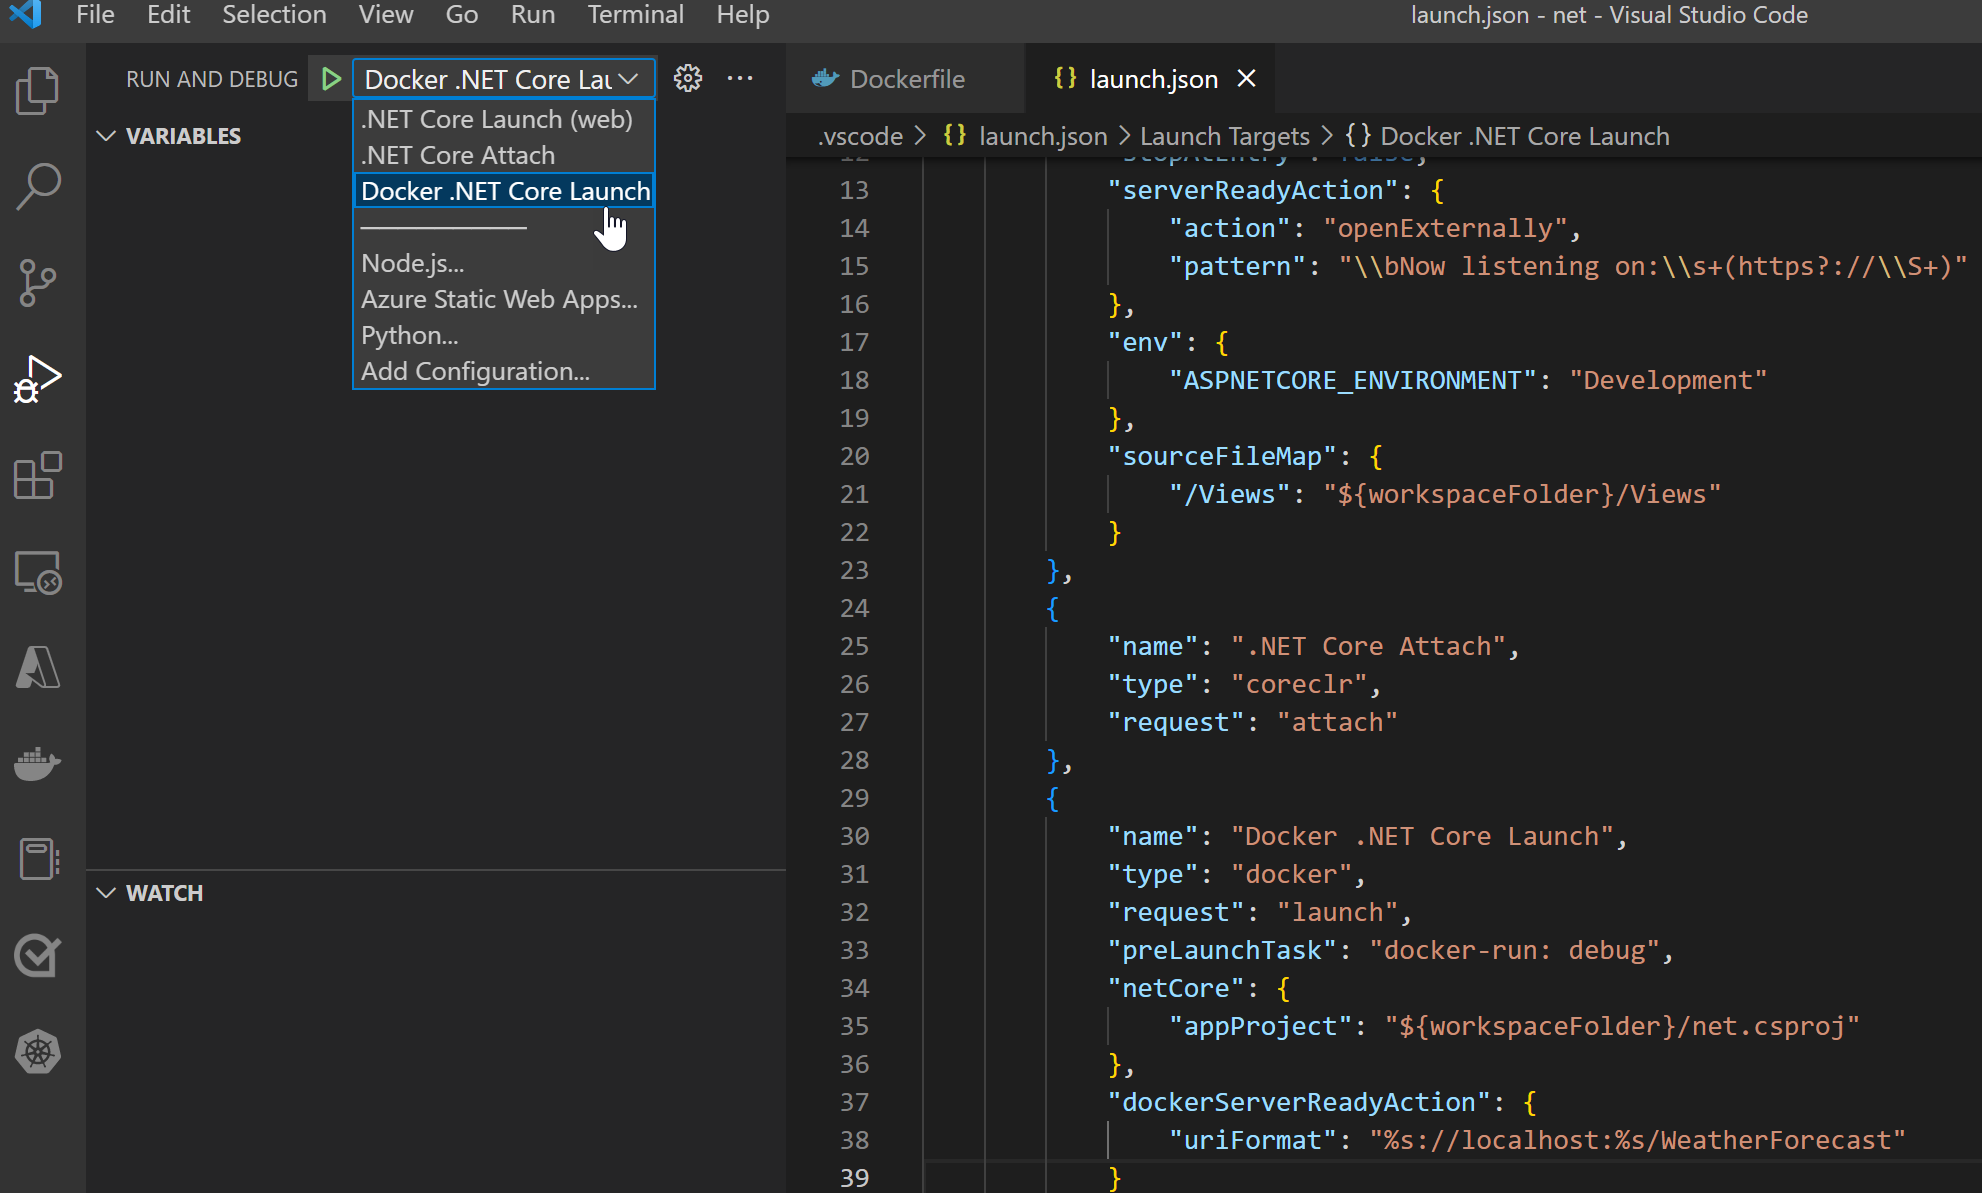 File Edit Selection View Go Run Terminal Help
launch.json - net - Visual Studio Code
RUN AND DEBUG
Docker .NET Core Lau
.NET Core Launch (web)
.NET Core Attach
Docker .NET Core Launch
Node.js...
Azure Static Web Apps...
Python...
Add Configuration...
VARIABLES
WATCH
Dockerfile
{} launch.json
.vscode > {} launch.json > Launch Targets > {} Docker .NET Core Launch
12 "stopAtEntry": false,
13 "serverReadyAction": {
14 "action": "openExternally",
15 "pattern": "\\bNow listening on:\\s+(https?://\\S+)"
16 },
17 "env": {
18 "ASPNETCORE_ENVIRONMENT": "Development"
19 },
20 "sourceFileMap": {
21 "/Views": "${workspaceFolder}/Views"
22 }
23 },
24 {
25 "name": ".NET Core Attach",
26 "type": "coreclr",
27 "request": "attach"
28 },
29 {
30 "name": "Docker .NET Core Launch",
31 "type": "docker",
32 "request": "launch",
33 "preLaunchTask": "docker-run: debug",
34 "netCore": {
35 "appProject": "${workspaceFolder}/net.csproj"
36 },
37 "dockerServerReadyAction": {
38 "uriFormat": "%s://localhost:%s/WeatherForecast"
39 }